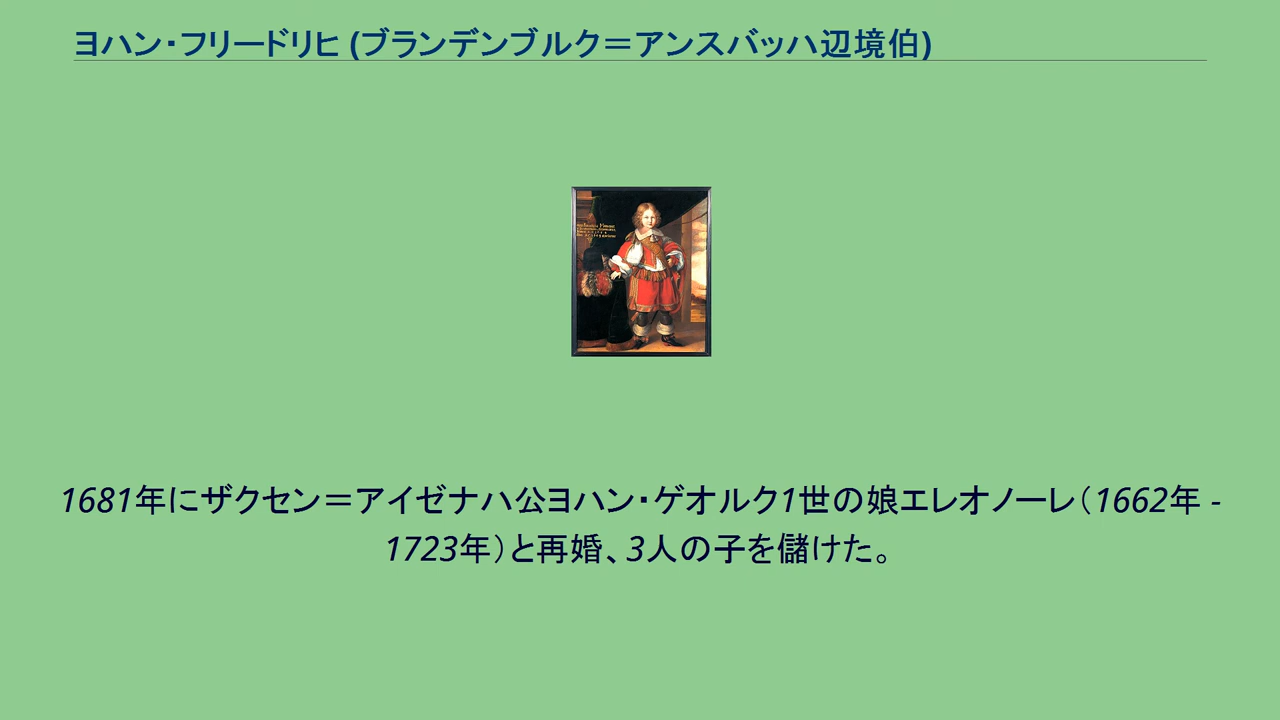 ヨハン・フリードリヒ (ブランデンブルク＝アンスバッハ辺境伯)
1681年にザクセン＝アイゼナハ公ヨハン・ゲオルク1世の娘エレオノーレ（1662年 -
1723年）と再婚、3人の子を儲けた。